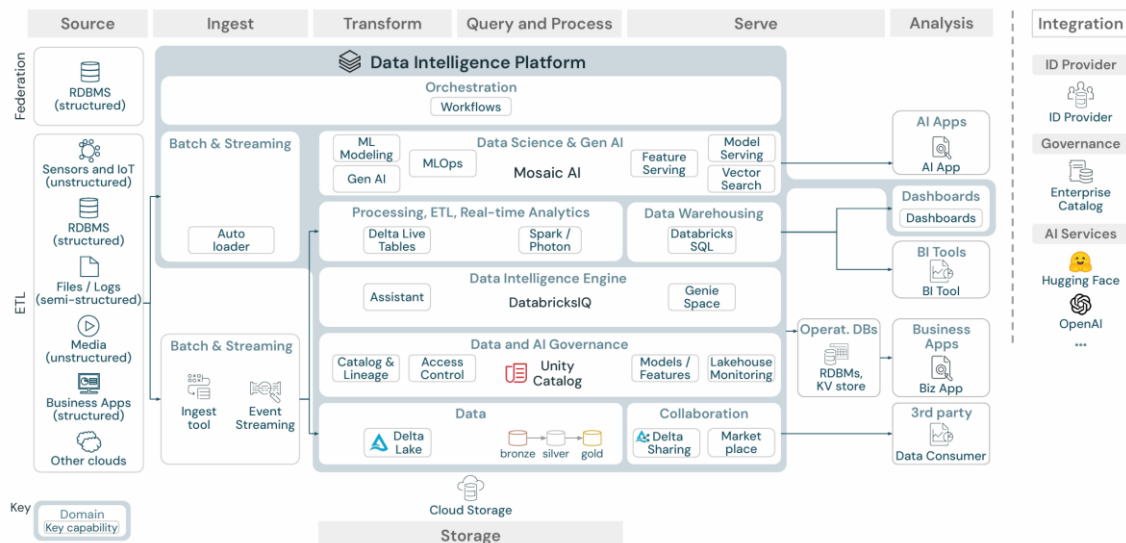 Source
Ingest
Transform
Query and Process
Serve
Analysis
Integration
Federation
RDBMS
(structured)
ETL
Sensors and IoT
(unstructured)
RDBMS
(structured)
Files / Logs
(semi-structured)
Media
(unstructured)
Business Apps
(structured)
Other clouds
Data Intelligence Platform
Orchestration
Workflows
Batch & Streaming
Auto
loader
Batch & Streaming
Ingest
tool
Event
Streaming
Data Science & Gen AI
ML
Modeling
Gen AI
MLOps
Mosaic AI
Feature
Serving
Model
Serving
Vector
Search
Processing, ETL, Real-time Analytics
Delta Live
Tables
Spark /
Photon
Data Warehousing
Databricks
SQL
Data Intelligence Engine
Assistant
DatabricksIQ
Genie
Space
Data and AI Governance
Catalog &
Lineage
Access
Control
Unity
Catalog
Models /
Features
Lakehouse
Monitoring
Data
Delta
Lake
bronze
silver
gold
Collaboration
Delta
Sharing
Market
place
Operat. DBs
RDBMs,
KV store
AI Apps
AI App
Dashboards
Dashboards
BI Tools
BI Tool
Business
Apps
Biz App
3rd party
Data Consumer
ID Provider
ID Provider
Governance
Enterprise
Catalog
AI Services
Hugging Face
OpenAI
...
Key
Domain
Key capability
Cloud Storage
Storage